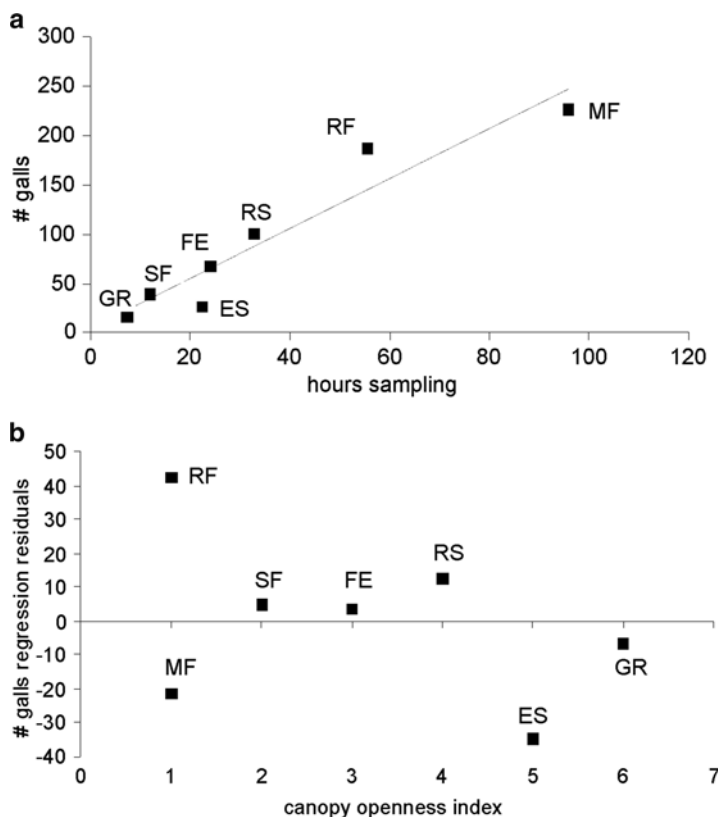 a
300
250
200
150
100
50
0
# galls
GR
SF
FE
RS
ES
RF
MF
0 20 40 60 80 100 120
hours sampling
b
50
40
30
20
10
0
-10
-20
-30
-40
# galls regression residuals
RF
SF
FE
RS
MF
ES
GR
0 1 2 3 4 5 6 7
canopy openness index